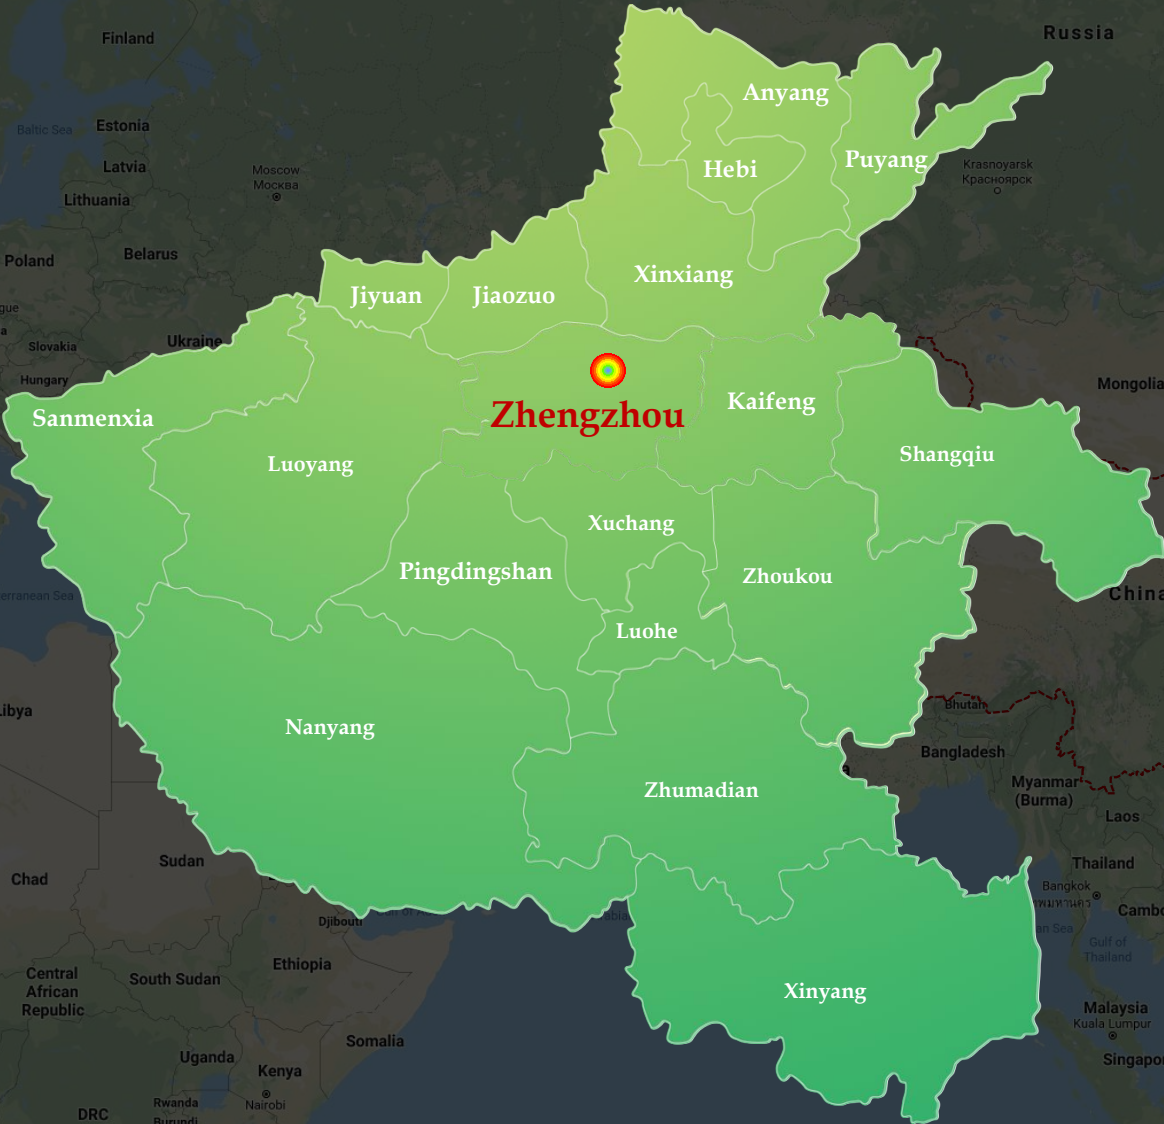 Finland
Russia
Anyang
Baltic Sea
Estonia
Puyang
Latvia
Hebi
Moscow
Москва
Krasnoyarsk
Красноярск
Lithuania
Belarus
Poland
Xinxiang
Jiyuan
Jiaozuo
Ukraine
Slovakia
Hungary
Mongolia
Zhengzhou
Kaifeng
Sanmenxia
Luoyang
Shangqiu
Xuchang
Pingdingshan
Zhoukou
China
Luohe
Nanyang
Bhutan
Bangladesh
Zhumadian
Myanmar
(Burma)
Laos
Sudan
Thailand
Chad
Bangkok
Djibouti
Gulf of
Thailand
Central
African
Republic
South Sudan
Ethiopia
Xinyang
Malaysia
Kuala Lumpur
Somalia
Uganda
Kenya
Singapo
Rwanda
Nairobi
DRC
Burundi